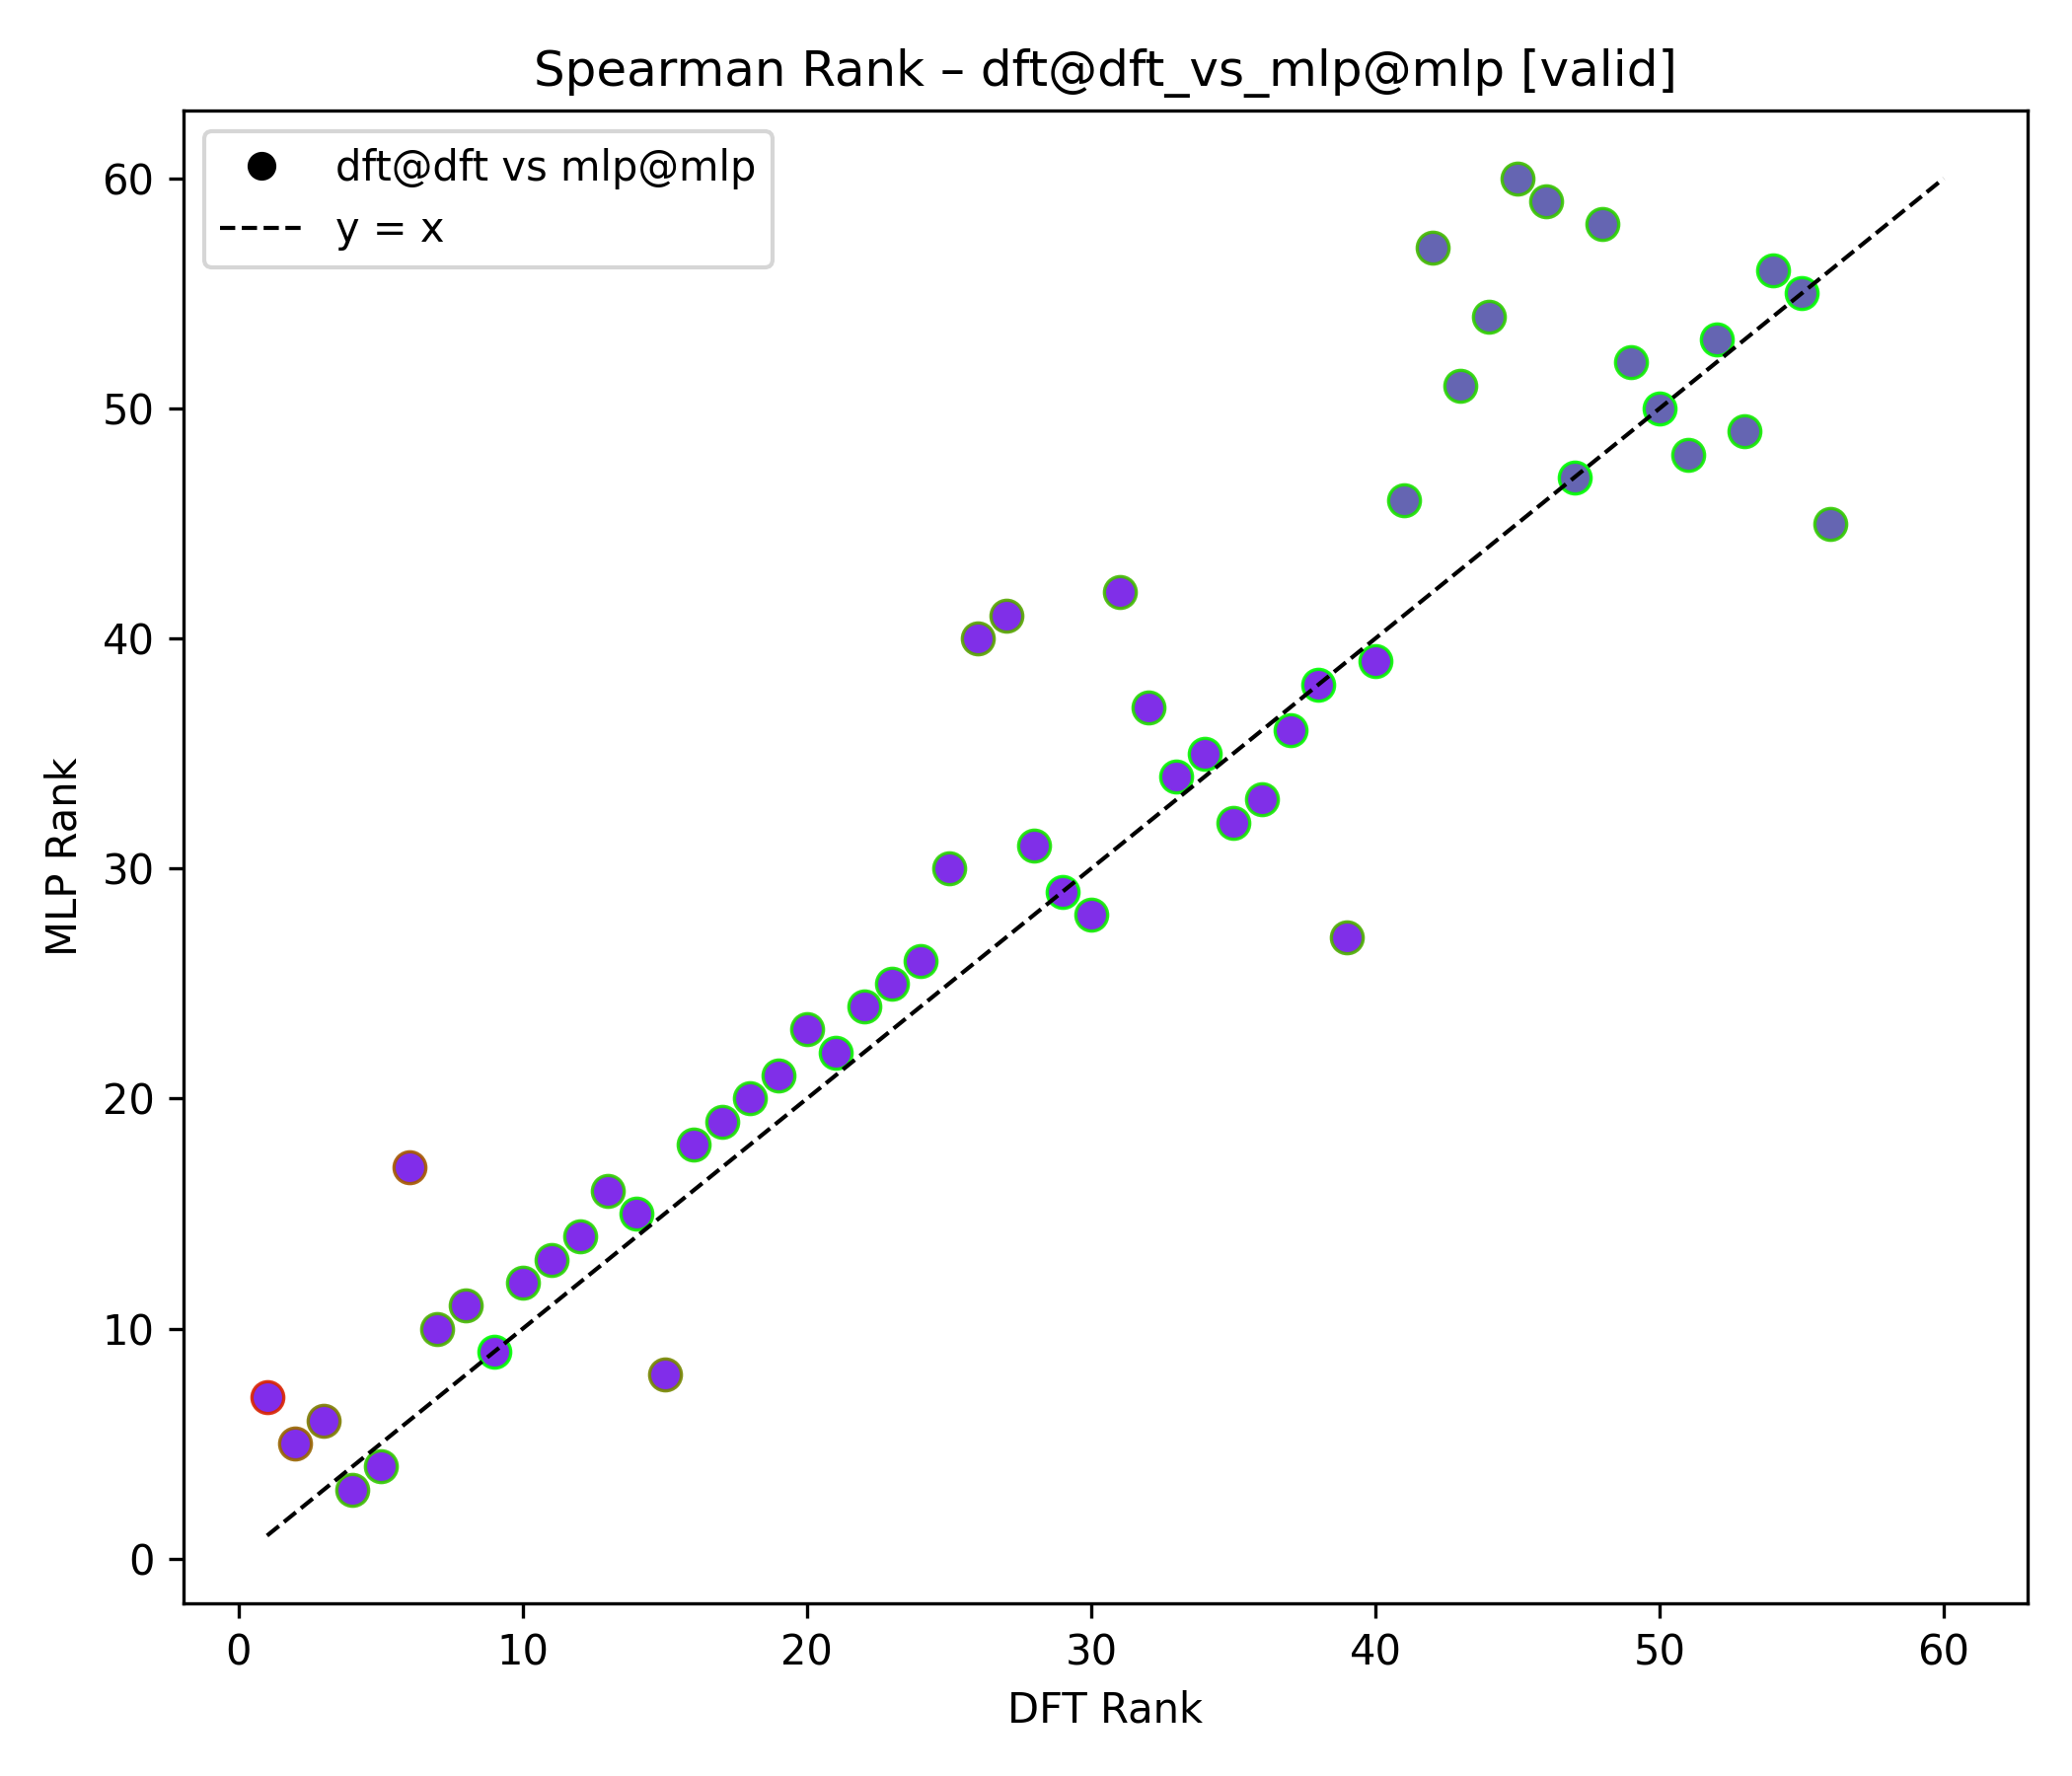 Spearman Rank – dft@dft_vs_mlp@mlp [valid]
dft@dft vs mlp@mlp
y = x
60
50
40
30
20
10
0
MLP Rank
0 10 20 30 40 50 60
DFT Rank